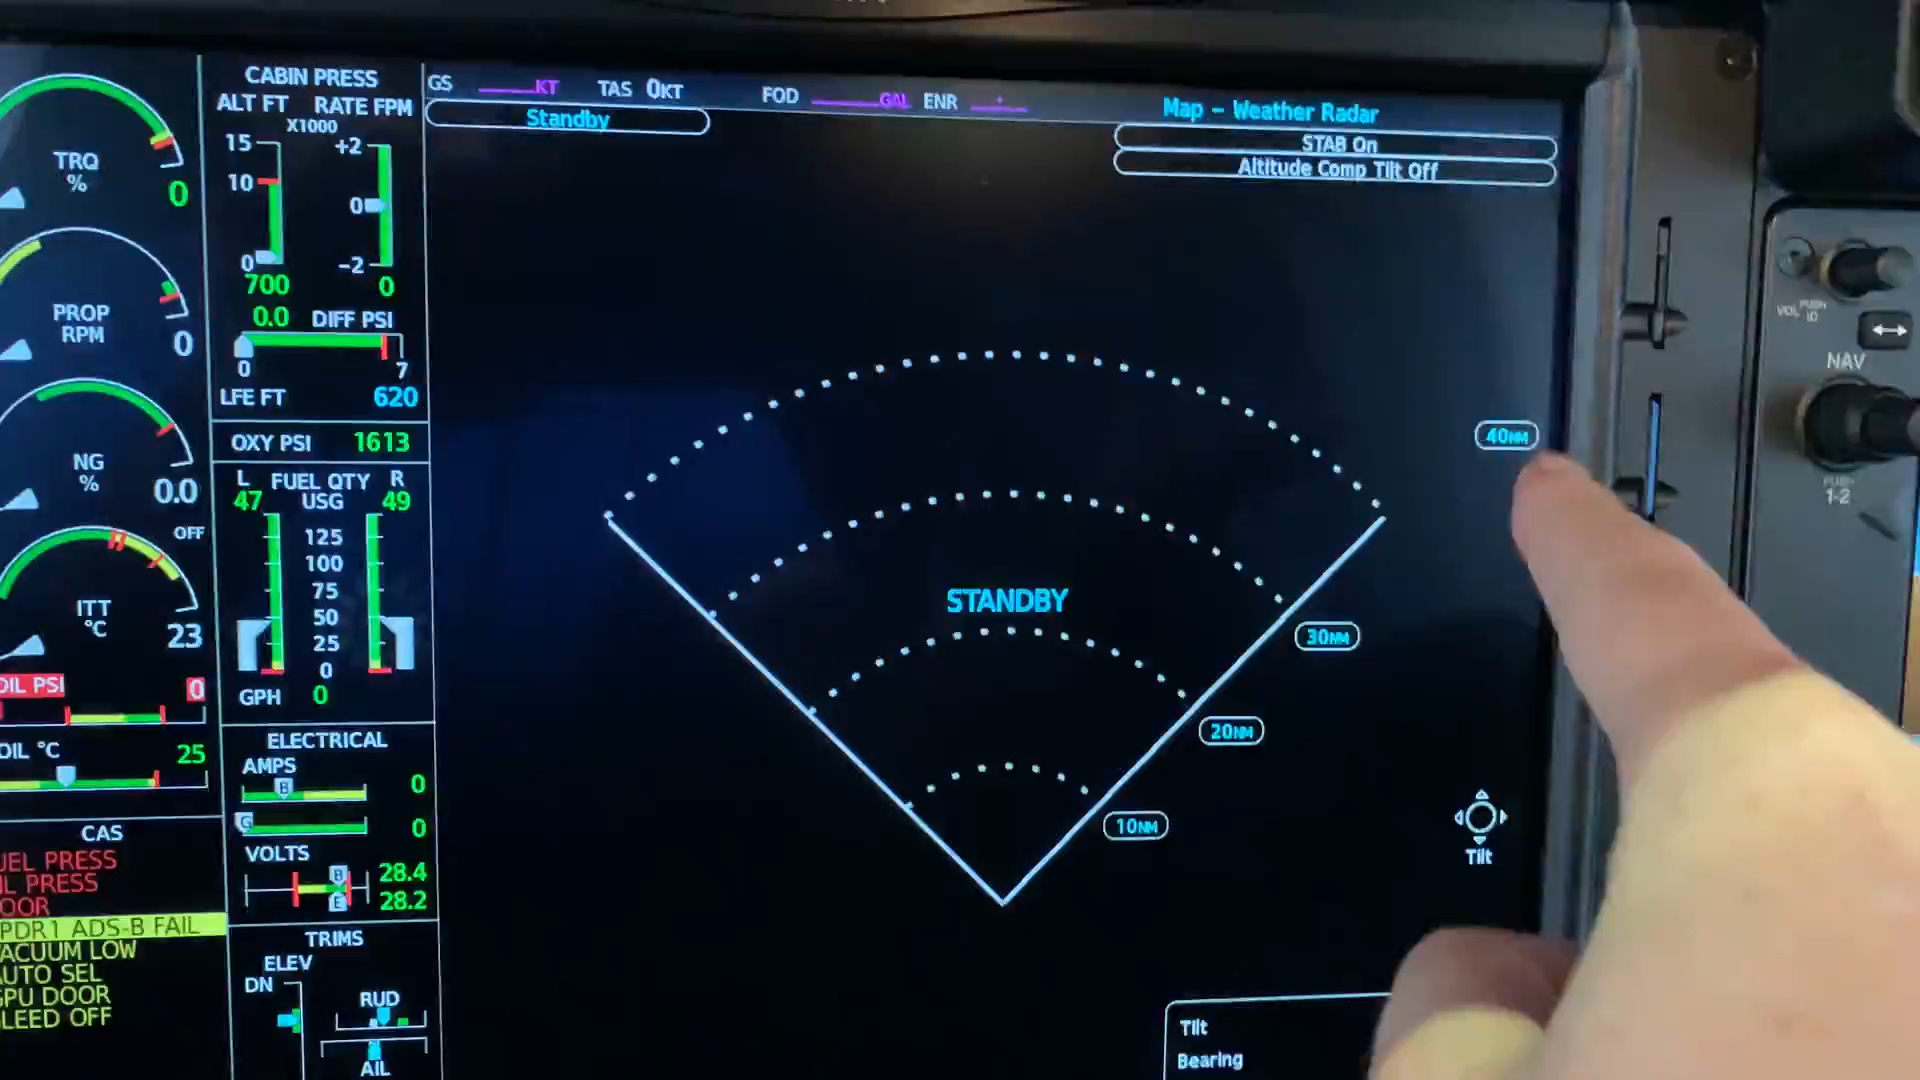 TRQ
%
0
PROP
RPM
0
NG
%
0.0
OFF
ITT
°C
23
OIL PSI
0
OIL °C
25
CAS
UEL PRESS
IL PRESS
OOR
PDR1 ADS-B FAIL
ACUUM LOW
AUTO SEL
GPU DOOR
LEED OFF
CABIN PRESS
ALT FT RATE FPM
X1000
15
+2
10
0
0
-2
700
0
0.0 DIFF PSI
0
7
LFE FT 620
OXY PSI 1613
L FUEL QTY R
47 USG 49
125
100
75
50
25
0
GPH 0
ELECTRICAL
AMPS
B
0
G
0
VOLTS
B
28.4
E
28.2
TRIMS
ELEV
DN
RUD
AIL
GS KT TAS 0KT FOD GAL ENR
Map – Weather Radar
Standby
STAB On
Altitude Comp Tilt Off
40NM
STANDBY
30NM
20NM
10NM
Tilt
Tilt
Bearing
VOL PUSH ID
NAV
PUSH
1-2